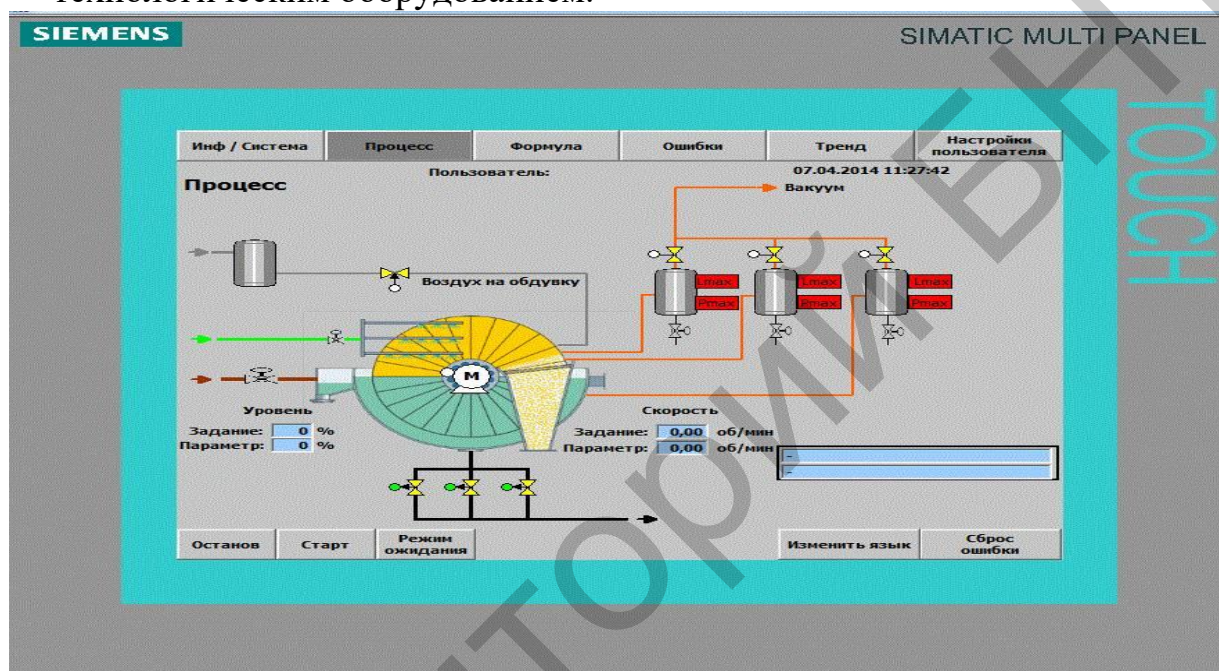 технологическим оборудованием.
SIEMENS
SIMATIC MULTI PANEL
TOUCH
Инф / Система
Процесс
Формула
Ошибки
Тренд
Настройки
пользователя
Процесс
Пользователь:
07.04.2014 11:27:42
Вакуум
Воздух на обдувку
Lmax
Pmax
Lmax
Pmax
Lmax
Pmax
M
Уровень
Задание: 0 %
Параметр: 0 %
Скорость
Задание: 0,00 об/мин
Параметр: 0,00 об/мин
-
-
Останов
Старт
Режим
ожидания
Изменить язык
Сброс
ошибки